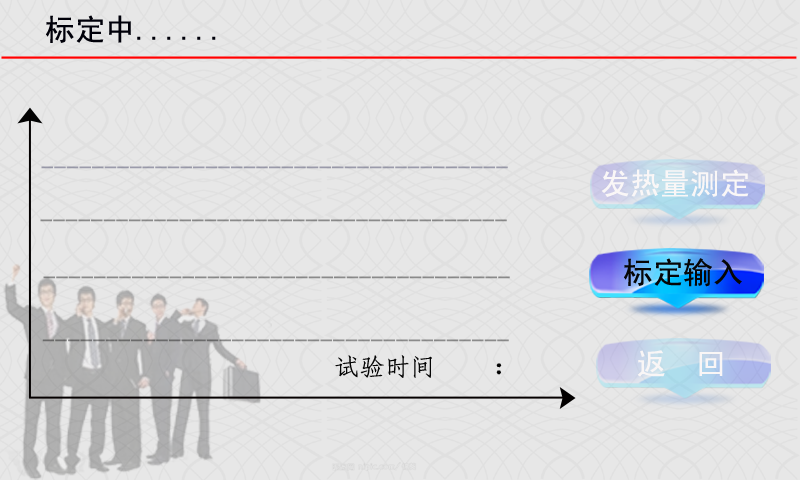 标定中......
发热量测定
标定输入
试验时间 :
返 回